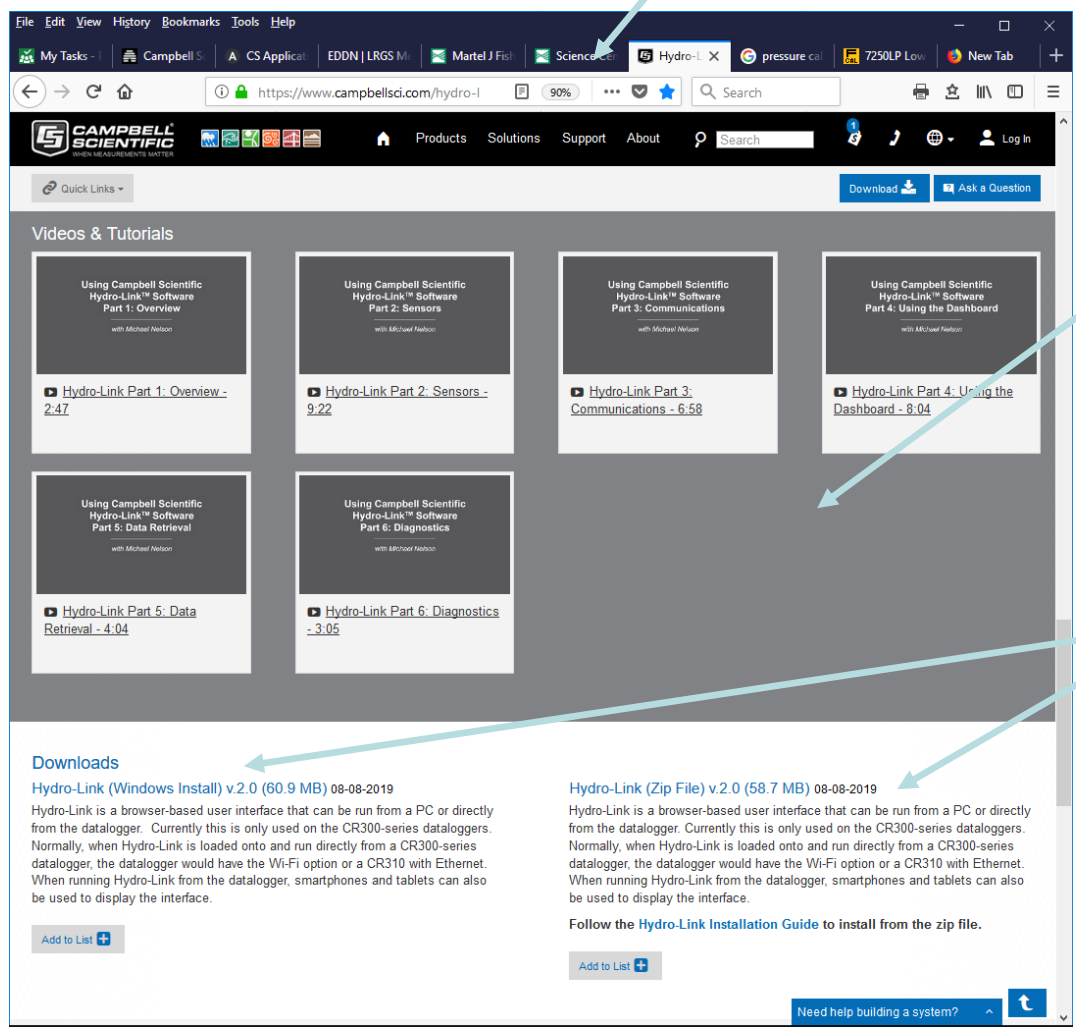 File Edit View History Bookmarks Tools Help
My Tasks - Campbell Sc CS Applicat EDDN | LRGS Mo Martel J Fish Science Cen Hydro-L pressure cal 7250LP Low New Tab
https://www.campbellsci.com/hydro-l 90% Search
CAMPBELL
SCIENTIFIC
WHEN MEASUREMENTS MATTER
Products Solutions Support About Search 1 Log In
Quick Links Download Ask a Question
Videos & Tutorials
Using Campbell Scientific
Hydro-Link™ Software
Part 1: Overview
with Michael Nelson
Hydro-Link Part 1: Overview -
2:47
Using Campbell Scientific
Hydro-Link™ Software
Part 2: Sensors
with Michael Nelson
Hydro-Link Part 2: Sensors -
9:22
Using Campbell Scientific
Hydro-Link™ Software
Part 3: Communications
with Michael Nelson
Hydro-Link Part 3:
Communications - 6:58
Using Campbell Scientific
Hydro-Link™ Software
Part 4: Using the Dashboard
with Michael Nelson
Hydro-Link Part 4: Using the
Dashboard - 8:04
Using Campbell Scientific
Hydro-Link™ Software
Part 5: Data Retrieval
with Michael Nelson
Hydro-Link Part 5: Data
Retrieval - 4:04
Using Campbell Scientific
Hydro-Link™ Software
Part 6: Diagnostics
with Michael Nelson
Hydro-Link Part 6: Diagnostics
- 3:05
Downloads
Hydro-Link (Windows Install) v.2.0 (60.9 MB) 08-08-2019
Hydro-Link is a browser-based user interface that can be run from a PC or directly
from the datalogger. Currently this is only used on the CR300-series dataloggers.
Normally, when Hydro-Link is loaded onto and run directly from a CR300-series
datalogger, the datalogger would have the Wi-Fi option or a CR310 with Ethernet.
When running Hydro-Link from the datalogger, smartphones and tablets can also
be used to display the interface.
Add to List
Hydro-Link (Zip File) v.2.0 (58.7 MB) 08-08-2019
Hydro-Link is a browser-based user interface that can be run from a PC or directly
from the datalogger. Currently this is only used on the CR300-series dataloggers.
Normally, when Hydro-Link is loaded onto and run directly from a CR300-series
datalogger, the datalogger would have the Wi-Fi option or a CR310 with Ethernet.
When running Hydro-Link from the datalogger, smartphones and tablets can also
be used to display the interface.
Follow the Hydro-Link Installation Guide to install from the zip file.
Add to List
Need help building a system?